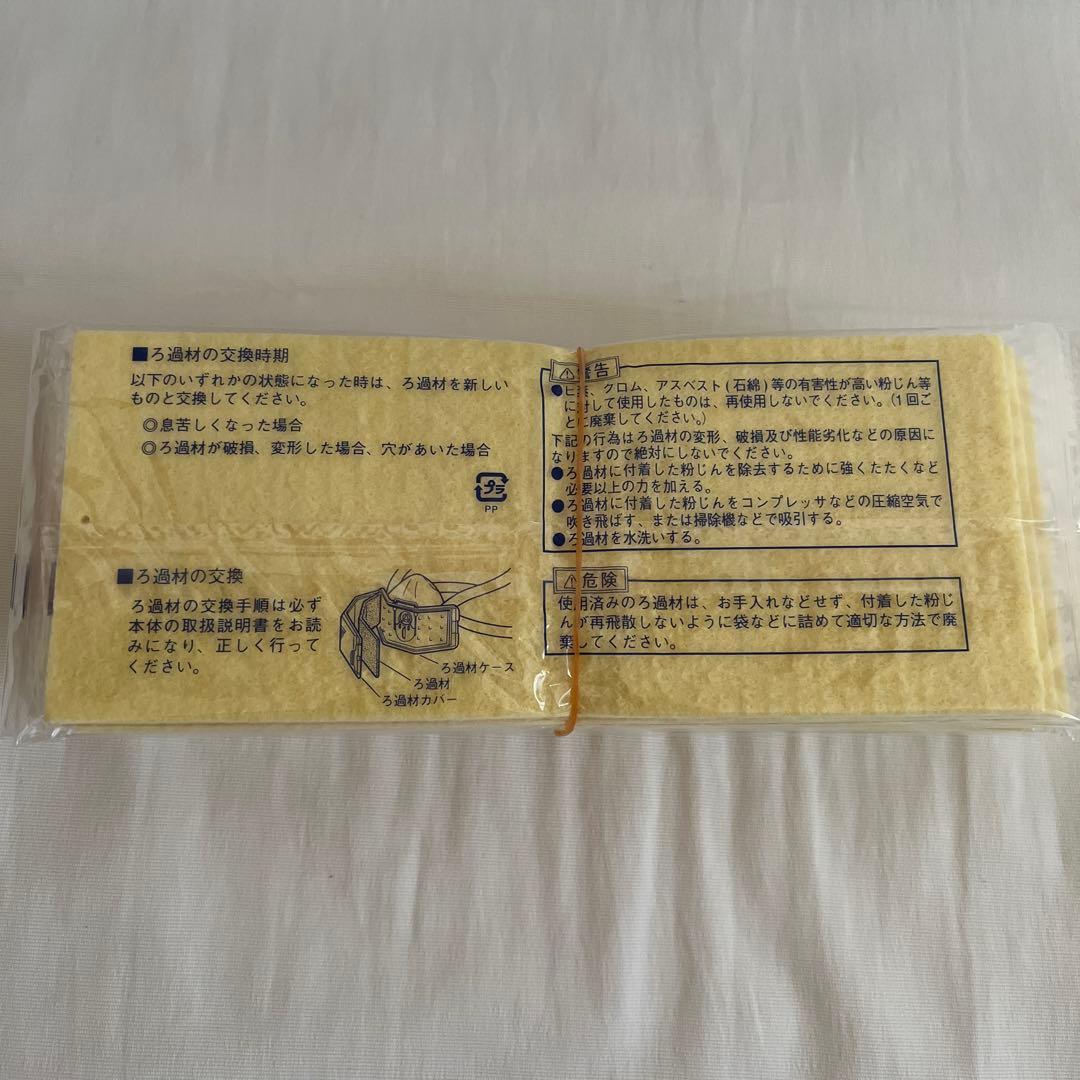 ■ろ過材の交換時期
以下のいずれかの状態になった時は、ろ過材を新しい
ものと交換してください。
◎息苦しくなった場合
◎ろ過材が破損、変形した場合、穴があいた場合
プラ
PP
■ろ過材の交換
ろ過材の交換手順は必ず
本体の取扱説明書をお読
みになり、正しく行って
ください。
ろ過材ケース
ろ過材
ろ過材カバー
⚠警告
●ヒ素、クロム、アスベスト(石綿)等の有害性が高い粉じん等
に対して使用したものは、再使用しないでください。(1回ご
とに廃棄してください。)
下記の行為はろ過材の変形、破損及び性能劣化などの原因に
なりますので絶対にしないでください。
●ろ過材に付着した粉じんを除去するために強くたたくなど
必要以上の力を加える。
●ろ過材に付着した粉じんをコンプレッサなどの圧縮空気で
吹き飛ばす、または掃除機などで吸引する。
●ろ過材を水洗いする。
⚠危険
使用済みのろ過材は、お手入れなどせず、付着した粉じ
んが再飛散しないように袋などに詰めて適切な方法で廃
棄してください。